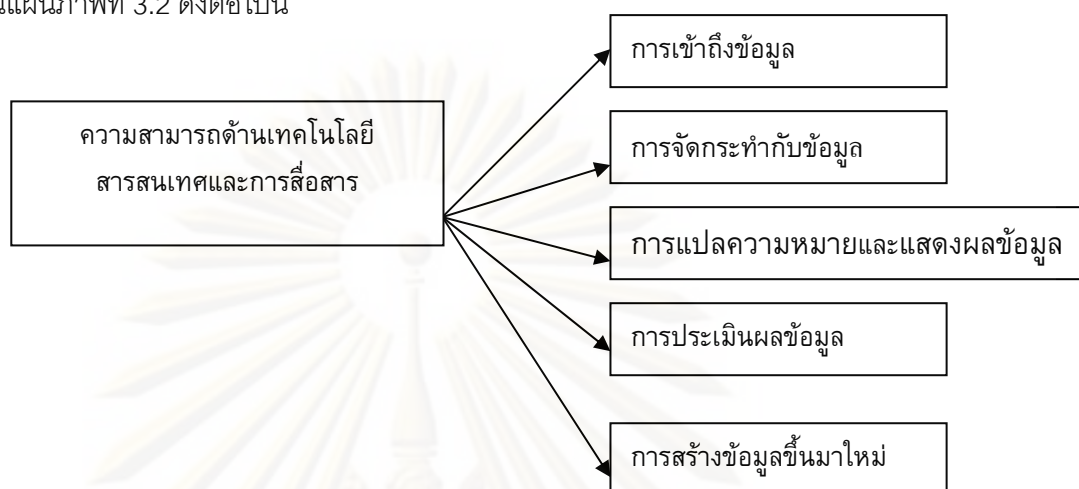 นแผนภาพที่ 3.2 ดังต่อไปนี้
การเข้าถึงข้อมูล
ความสามารถด้านเทคโนโลยี
สารสนเทศและการสื่อสาร
การจัดกระทำกับข้อมูล
การแปลความหมายและแสดงผลข้อมูล
การประเมินผลข้อมูล
การสร้างข้อมูลขึ้นมาใหม่